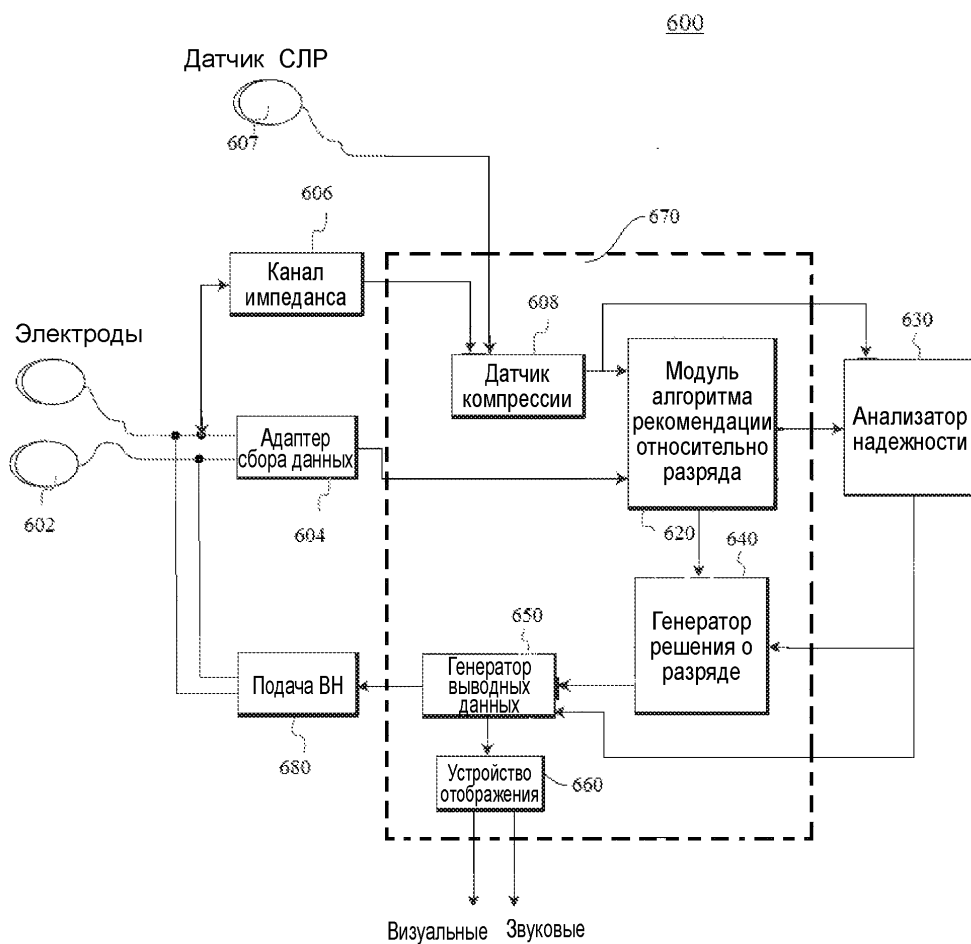 600
Датчик СЛР
607
606
670
Канал
импеданса
608
630
Электроды
Датчик
компрессии
Модуль
алгоритма
рекомендации
относительно
разряда
Анализатор
надежности
Адаптер
сбора данных
602
604
620
640
650
Генератор
решения о
разряде
Подача ВН
Генератор
выводных
данных
680
Устройство
отображения
660
Визуальные
Звуковые